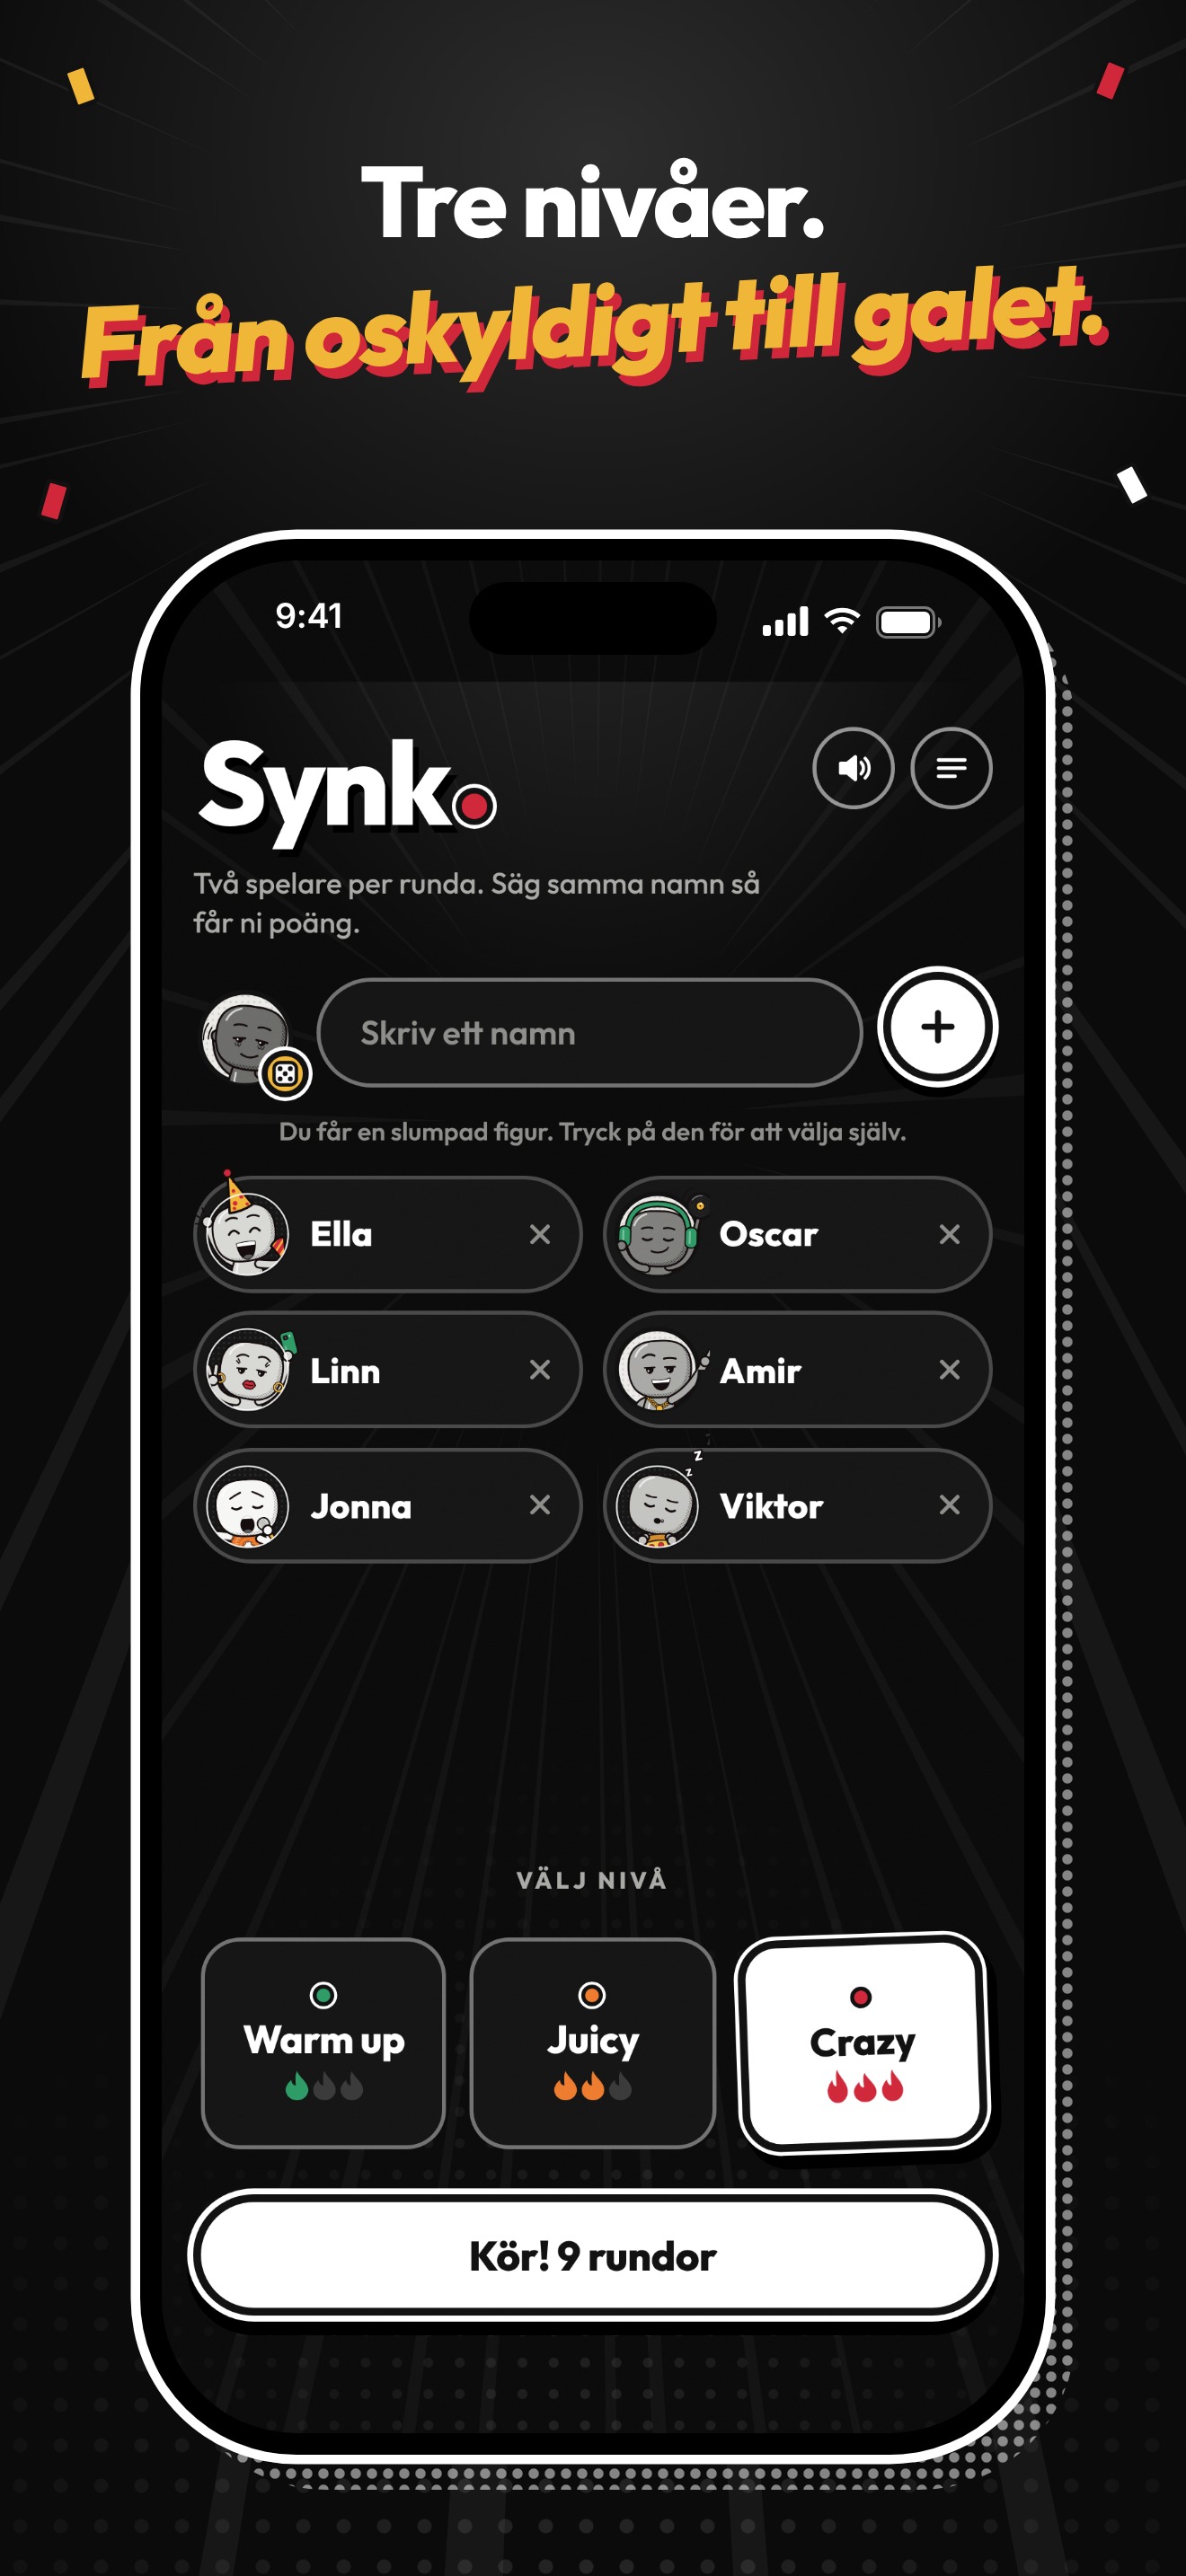 Tre nivåer.
Från oskyldigt till galet.
9:41
Synk
Två spelare per runda. Säg samma namn så
får ni poäng.
Skriv ett namn
Du får en slumpad figur. Tryck på den för att välja själv.
Ella
Oscar
Linn
Amir
z
z
Jonna
Viktor
VÄLJ NIVÅ
Warm up
Juicy
Crazy
Kör! 9 rundor